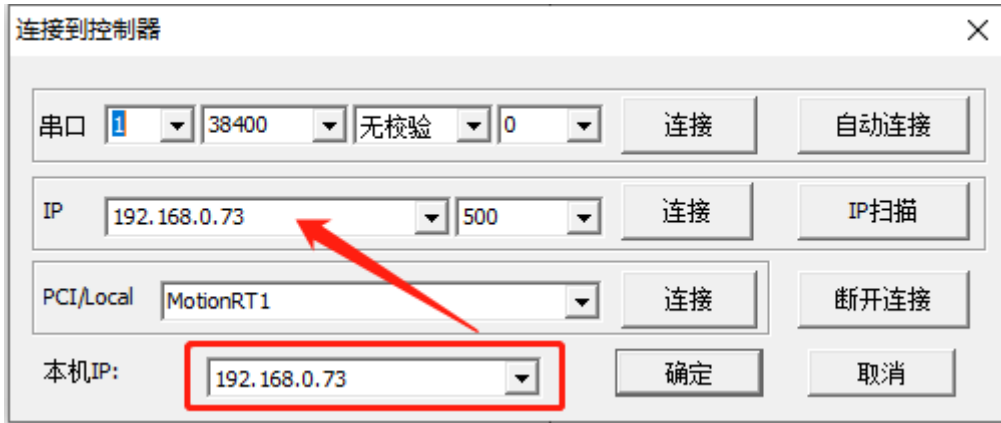 连接到控制器
串口 1 38400 无校验 0 连接 自动连接
IP 192.168.0.73 500 连接 IP扫描
PCI/Local MotionRT1 连接 断开连接
本机IP: 192.168.0.73 确定 取消